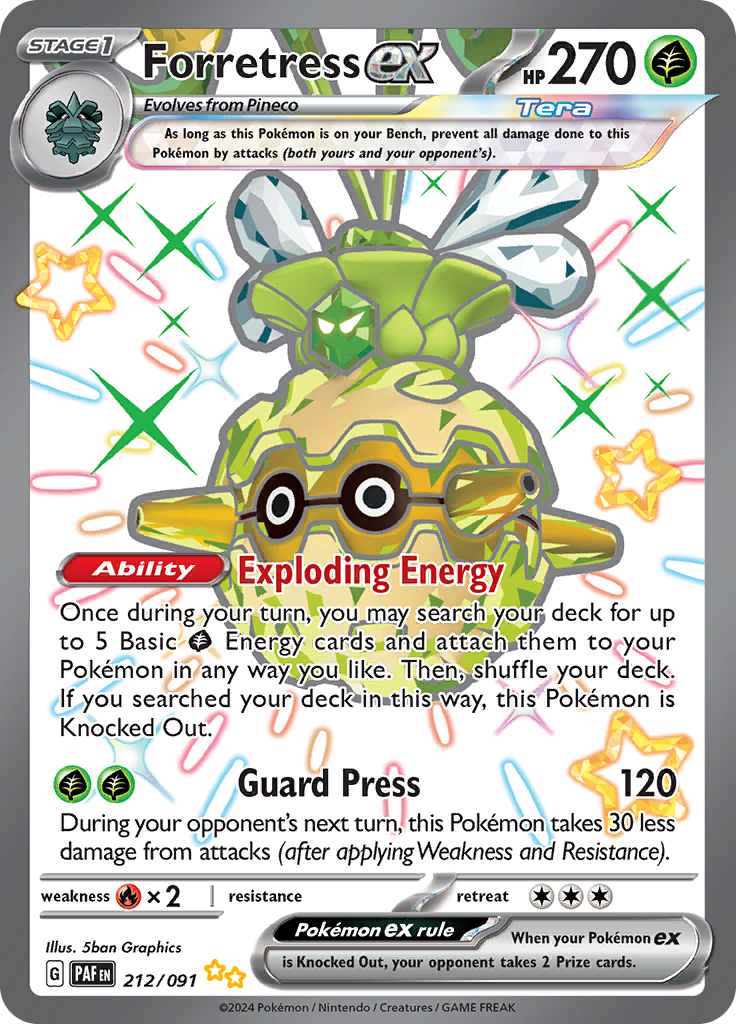 STAGE1
Forretress ex
HP 270
Evolves from Pineco
Tera
As long as this Pokémon is on your Bench, prevent all damage done to this
Pokémon by attacks (both yours and your opponent's).
Ability Exploding Energy
Once during your turn, you may search your deck for up
to 5 Basic Energy cards and attach them to your
Pokémon in any way you like. Then, shuffle your deck.
If you searched your deck in this way, this Pokémon is
Knocked Out.
Guard Press 120
During your opponent's next turn, this Pokémon takes 30 less
damage from attacks (after applying Weakness and Resistance).
weakness ×2 resistance retreat
Illus. 5ban Graphics
Pokémon ex rule When your Pokémon ex
is Knocked Out, your opponent takes 2 Prize cards.
G PAF EN 212/091
©2024 Pokémon / Nintendo / Creatures / GAME FREAK